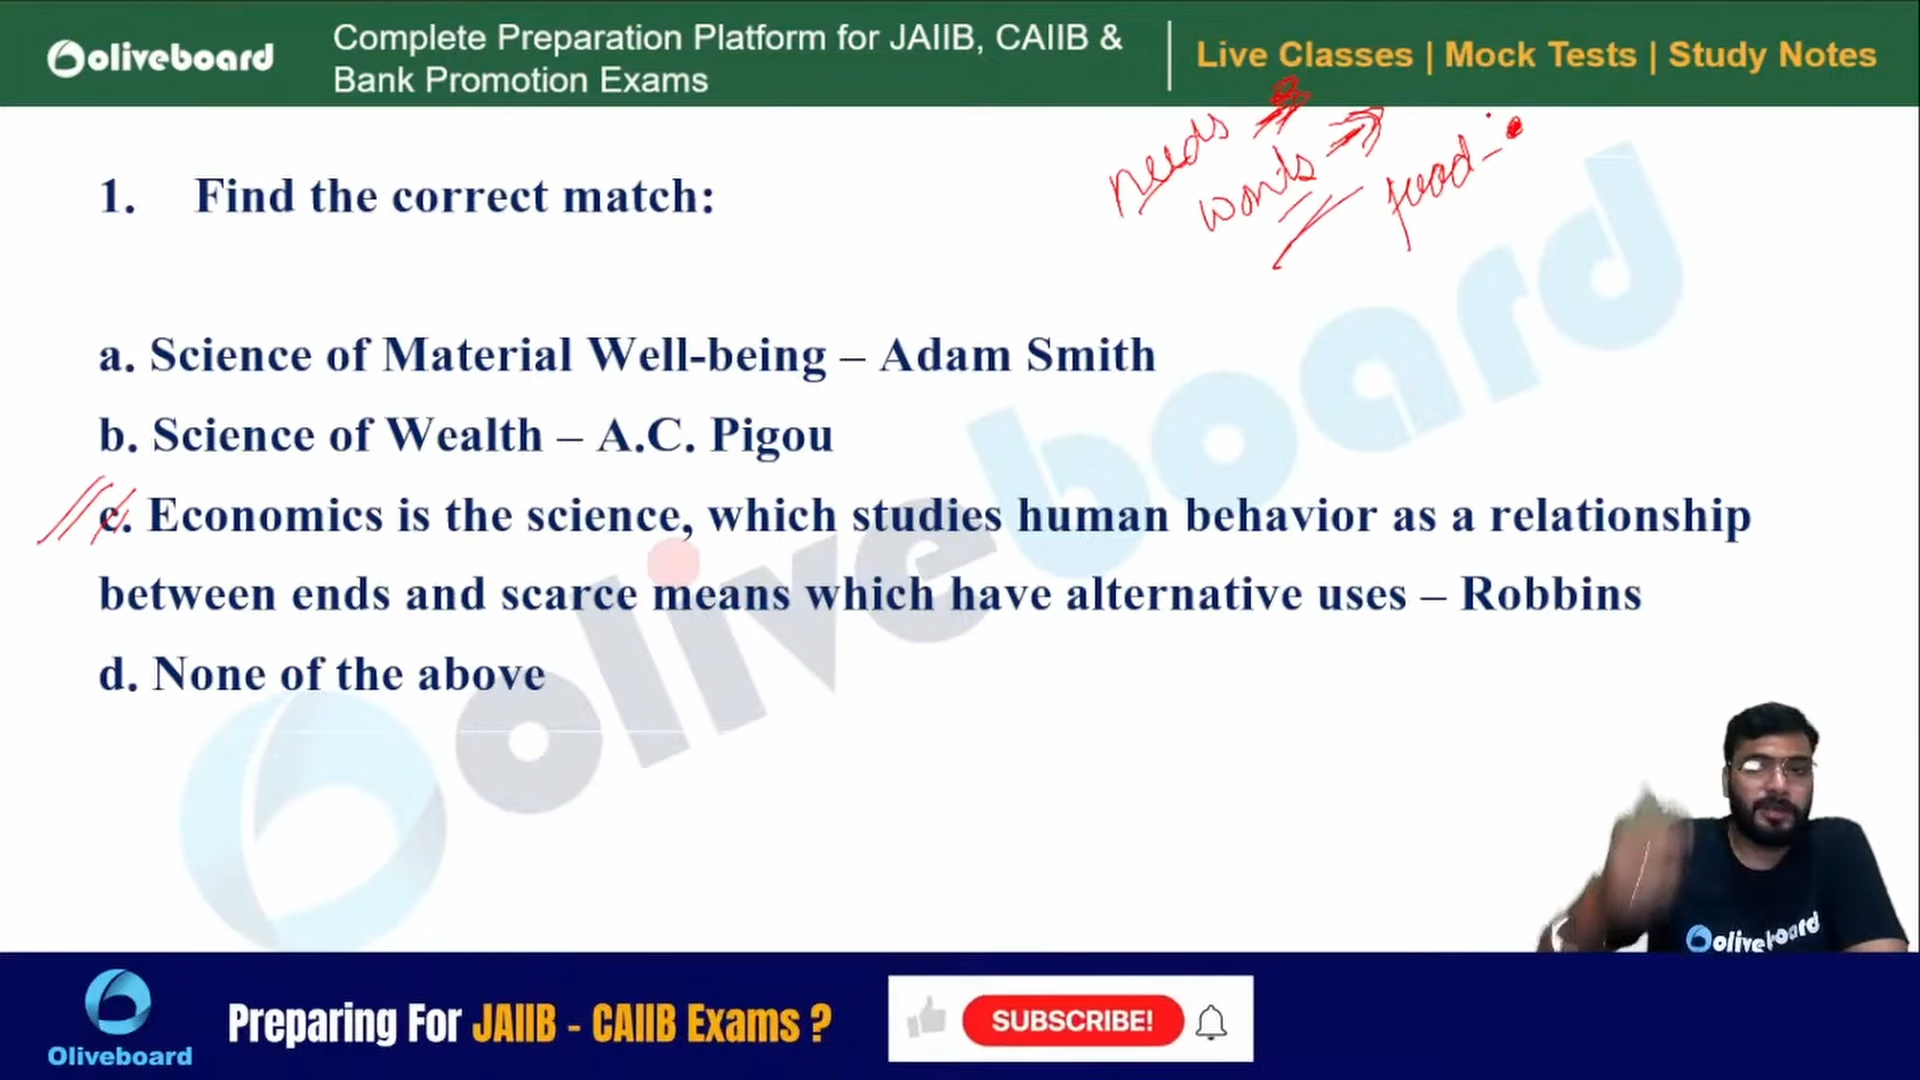 oliveboard
Complete Preparation Platform for JAIIB, CAIIB &
Bank Promotion Exams
Live Classes | Mock Tests | Study Notes
needs
wants
food
1. Find the correct match:
a. Science of Material Well-being – Adam Smith
b. Science of Wealth – A.C. Pigou
c. Economics is the science, which studies human behavior as a relationship
between ends and scarce means which have alternative uses – Robbins
d. None of the above
oliveboard
oliveboard
Oliveboard
Preparing For JAIIB - CAIIB Exams ?
SUBSCRIBE!